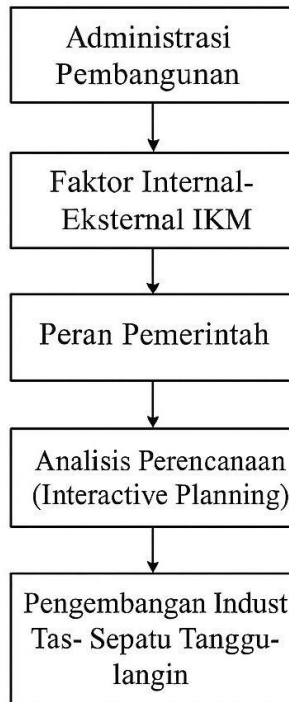 Administrasi
Pembangunan
Faktor Internal-
Eksternal IKM
Peran Pemerintah
Analisis Perencanaan
(Interactive Planning)
Pengembangan Indust
Tas- Sepatu Tanggu-
langin